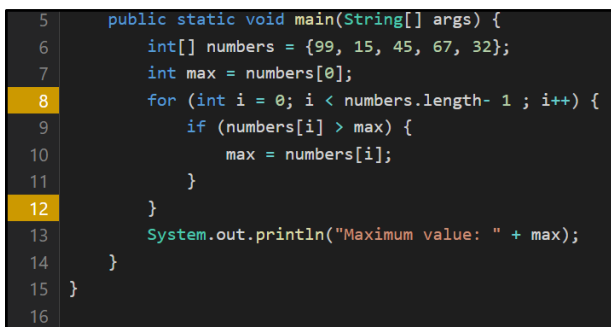 5 public static void main(String[] args) {
6 int[] numbers = {99, 15, 45, 67, 32};
7 int max = numbers[0];
8 for (int i = 0; i < numbers.length- 1 ; i++) {
9 if (numbers[i] > max) {
10 max = numbers[i];
11 }
12 }
13 System.out.println("Maximum value: " + max);
14 }
15 }
16